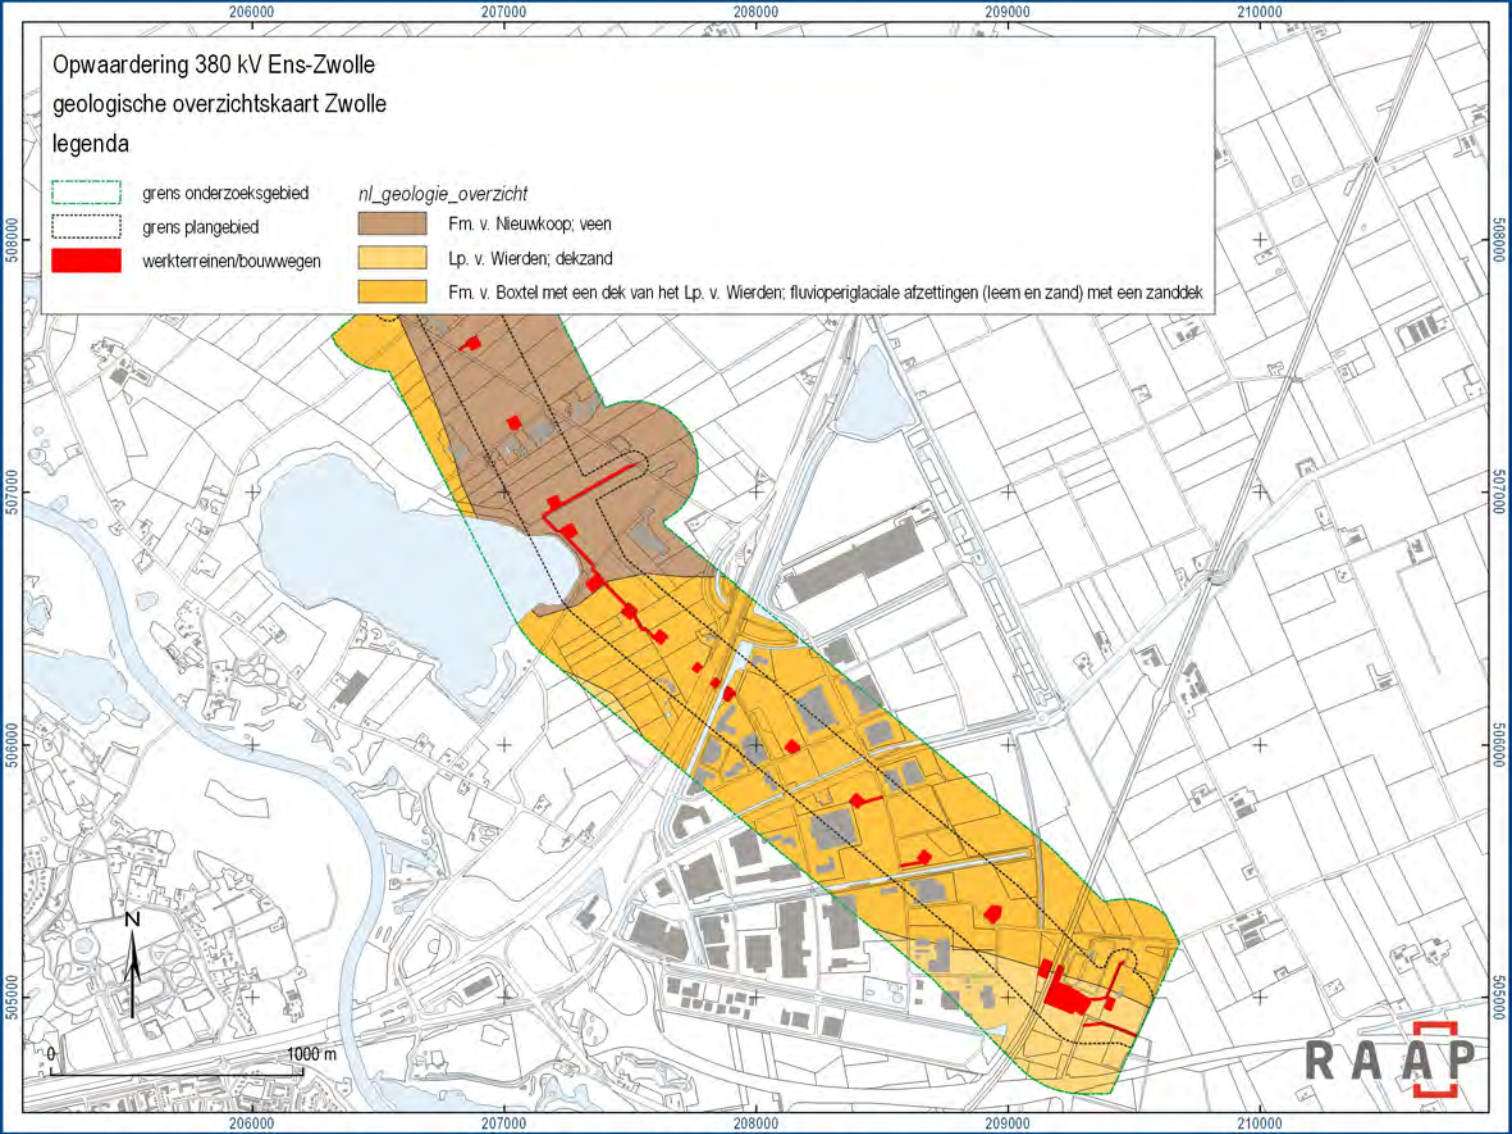 206000 207000 208000 209000 210000
Opwaardering 380 kV Ens-Zwolle
geologische overzichtskaart Zwolle
legenda
grens onderzoeksgebied
grens plangebied
werkterreinen/bouwwegen
nl_geologie_overzicht
Fm. v. Nieuwkoop; veen
Lp. v. Wierden; dekzand
Fm. v. Boxtel met een dek van het Lp. v. Wierden; fluvioperiglaciale afzettingen (leem en zand) met een zanddek
508000 508000
507000 507000
506000 506000
505000 505000
N
0 1000 m
RAAP
206000 207000 208000 209000 210000